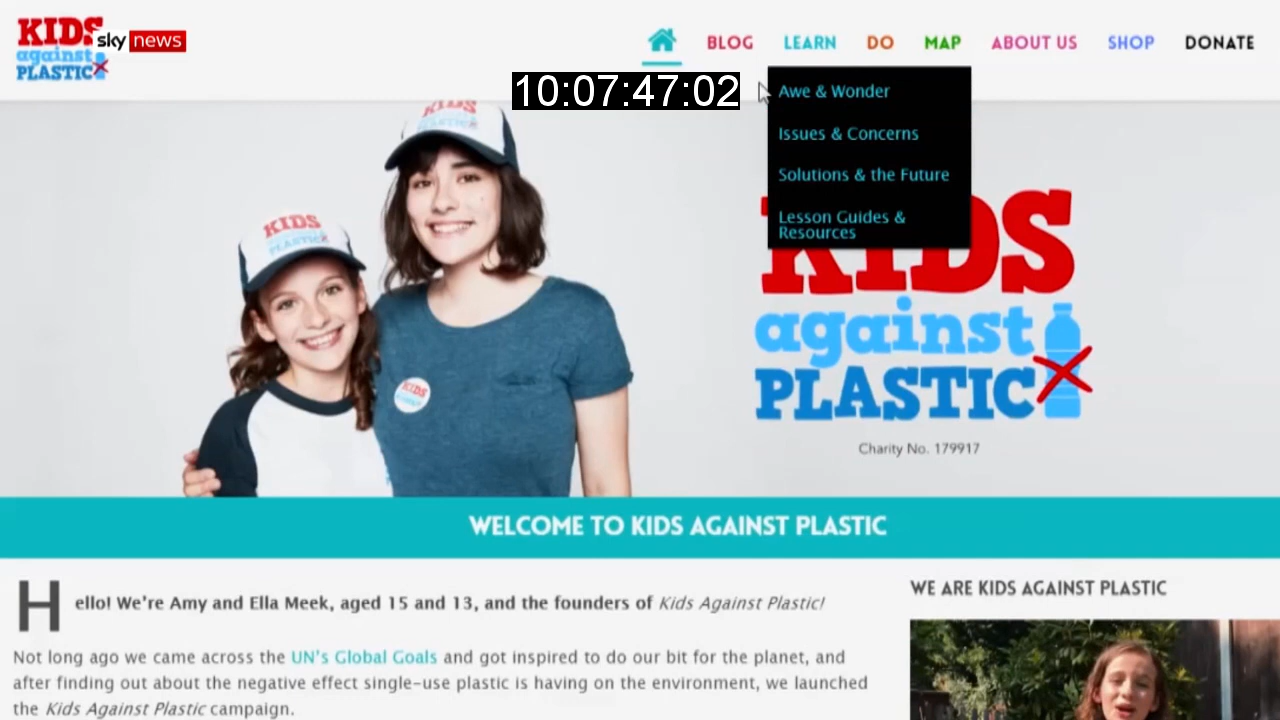 KIDS
against
PLASTIC
sky news
BLOG LEARN DO MAP ABOUT US SHOP DONATE
10:07:47:02
Awe & Wonder
Issues & Concerns
Solutions & the Future
Lesson Guides &
Resources
KIDS
KIDS
PLASTIC
KIDS
KIDS
against
PLASTIC
Charity No. 179917
WELCOME TO KIDS AGAINST PLASTIC
Hello! We're Amy and Ella Meek, aged 15 and 13, and the founders of Kids Against Plastic!
WE ARE KIDS AGAINST PLASTIC
Not long ago we came across the UN's Global Goals and got inspired to do our bit for the planet, and
after finding out about the negative effect single-use plastic is having on the environment, we launched
the Kids Against Plastic campaign.